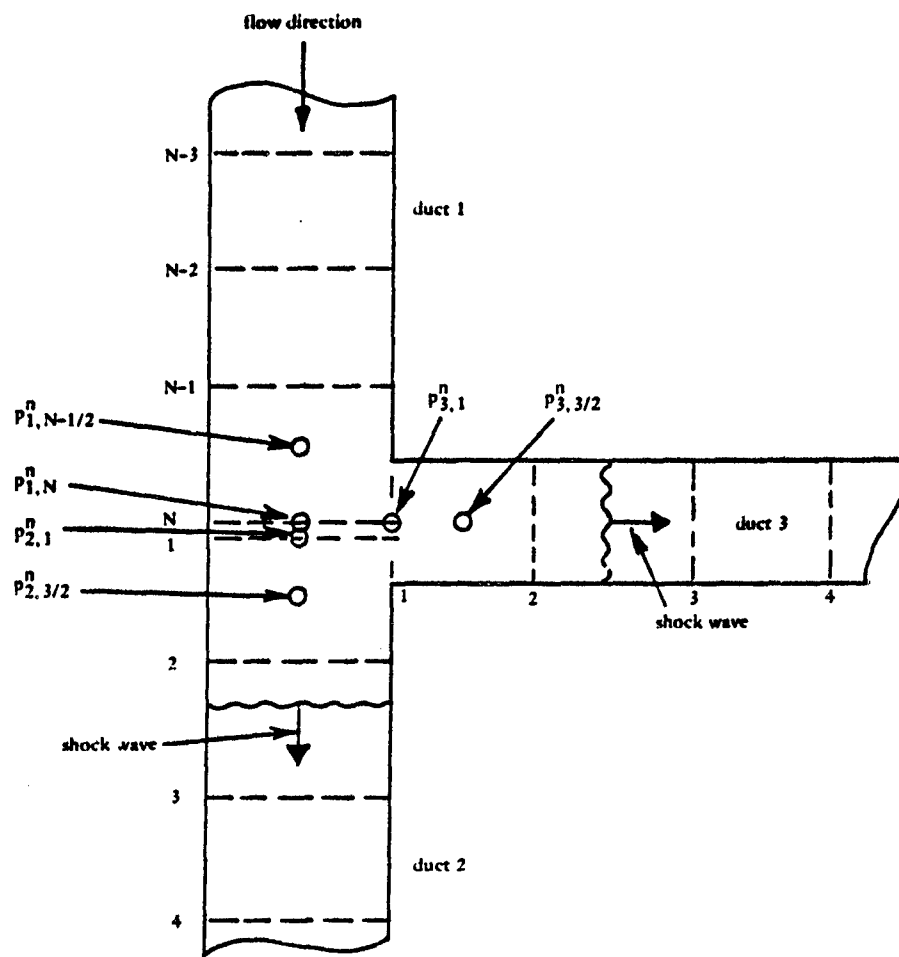 flow direction
N-3
duct 1
N-2
N-1
p^n_{1,N-1/2}
p^n_{3,1}
p^n_{3,3/2}
p^n_{1,N}
N
duct 3
p^n_{2,1}
1
p^n_{2,3/2}
1
2
3
4
shock wave
2
shock wave
3
duct 2
4